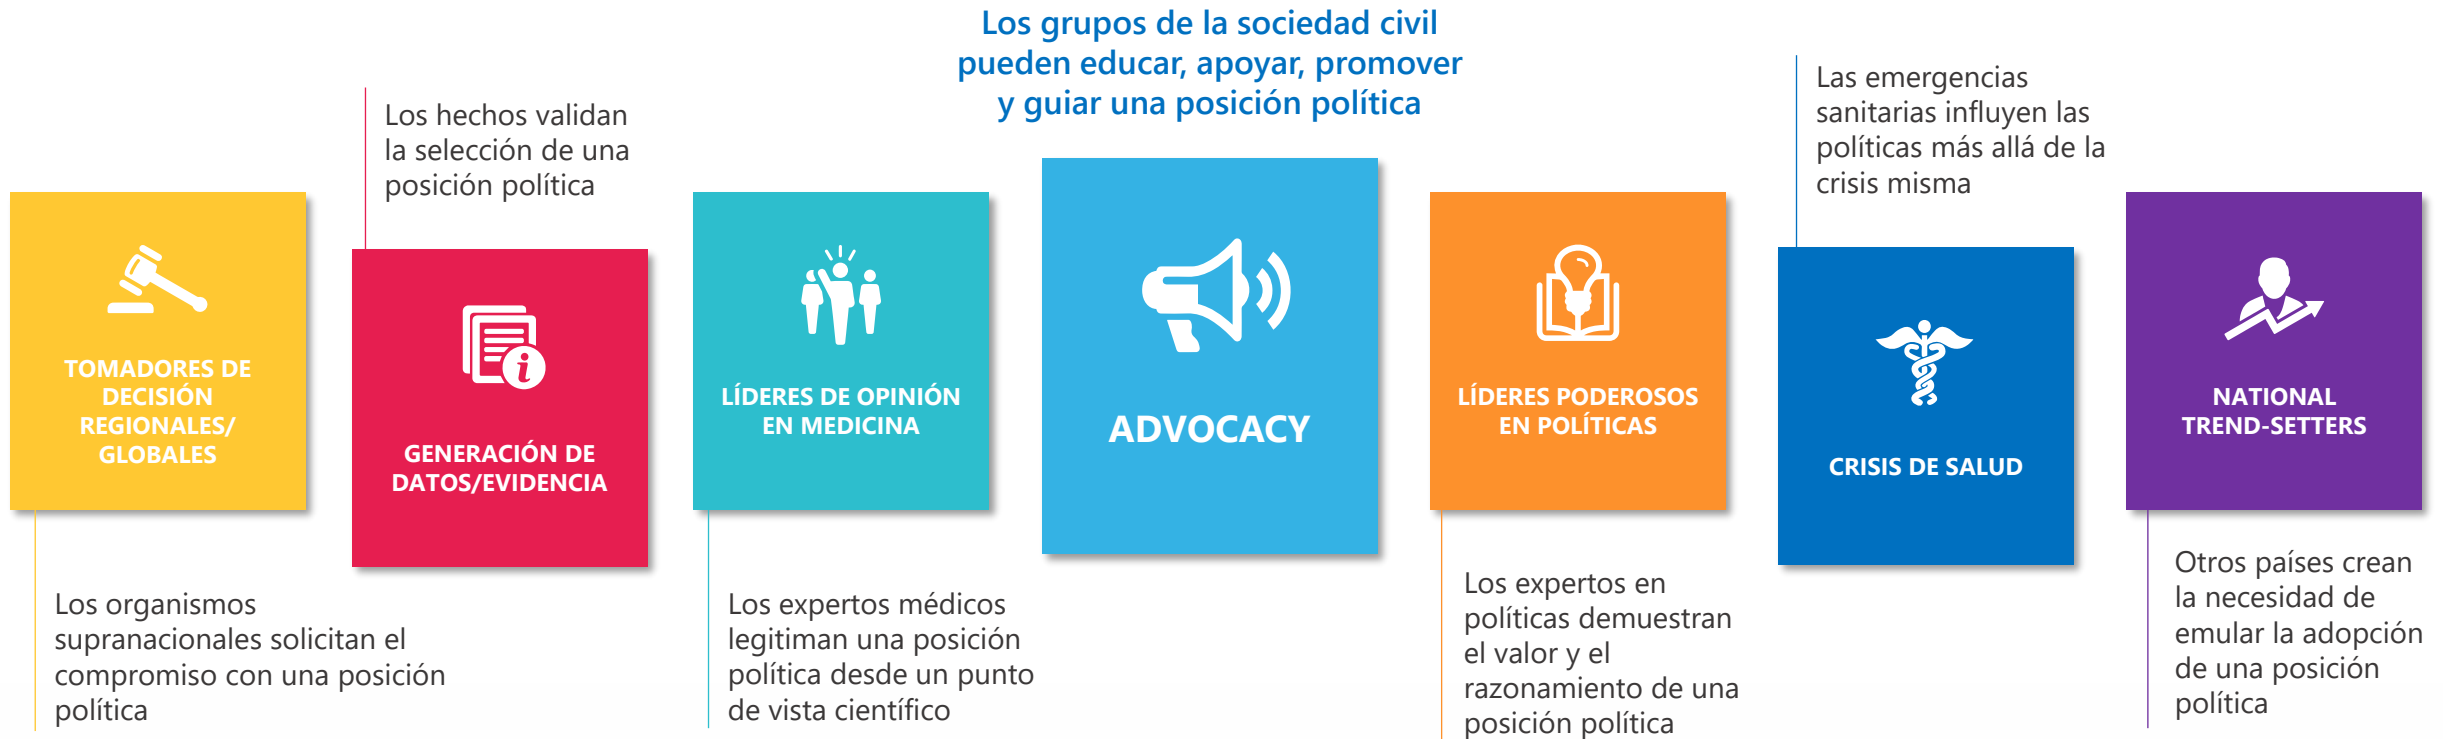 Los grupos de la sociedad civil
pueden educar, apoyar, promover
y guiar una posición política
Los hechos validan
la selección de una
posición política
Las emergencias
sanitarias influyen las
políticas más allá de la
crisis misma
TOMADORES DE
DECISIÓN
REGIONALES/
GLOBALES
i
GENERACIÓN DE
DATOS/EVIDENCIA
LÍDERES DE OPINIÓN
EN MEDICINA
ADVOCACY
LÍDERES PODEROSOS
EN POLÍTICAS
CRISIS DE SALUD
NATIONAL
TREND-SETTERS
Los organismos
supranacionales solicitan el
compromiso con una posición
política
Los expertos médicos
legitiman una posición
política desde un punto
de vista científico
Los expertos en
políticas demuestran
el valor y el
razonamiento de una
posición política
Otros países crean
la necesidad de
emular la adopción
de una posición
política